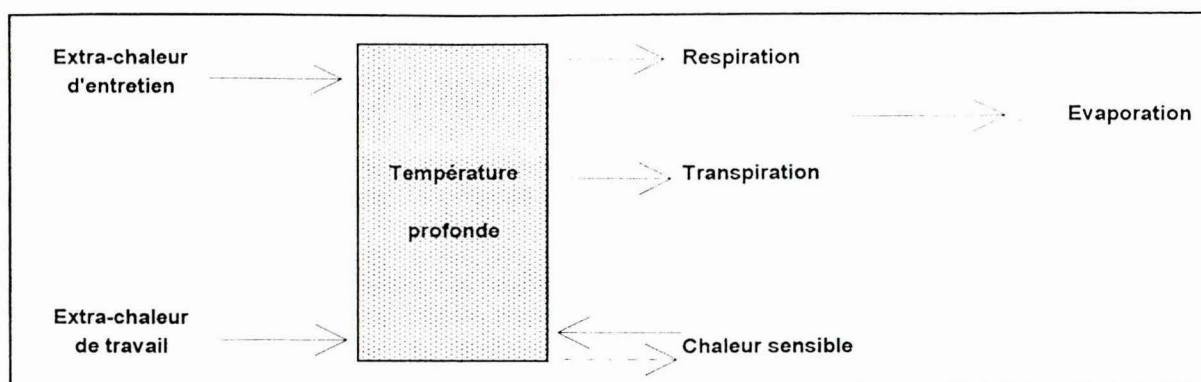 Extra-chaleur
d'entretien
Respiration
Evaporation
Température
profonde
Transpiration
Extra-chaleur
de travail
Chaleur sensible